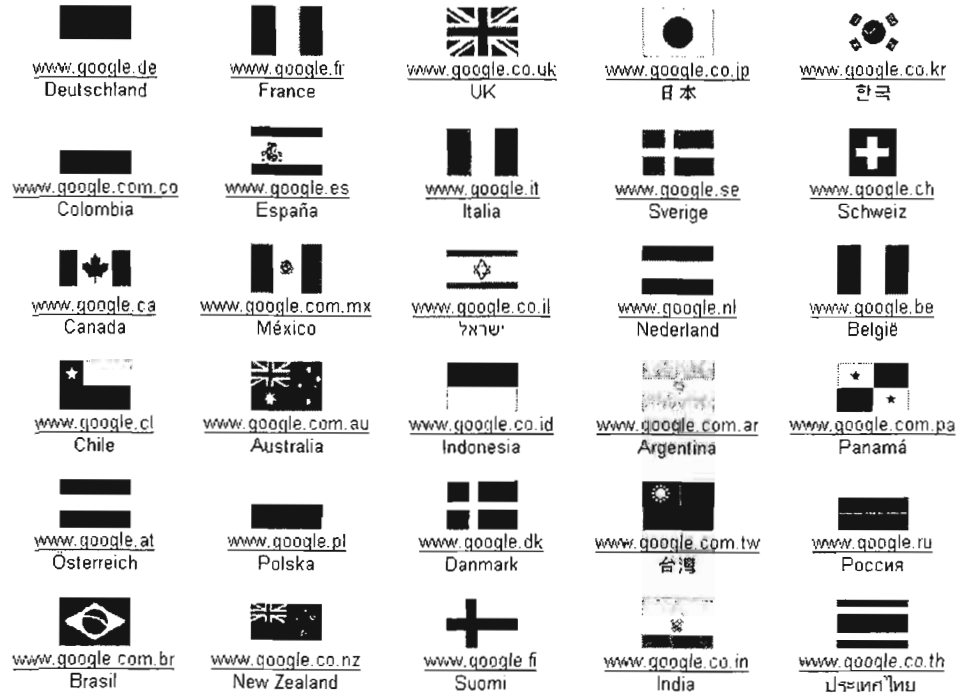 www.google.de www.google.fr www.google.co.uk www.google.co.jp www.google.co.kr
Deutschland France UK 日本 한국
www.google.com.co www.google.es www.google.it www.google.se www.google.ch
Colombia España Italia Sverige Schweiz
www.google.ca www.google.com.mx www.google.co.il www.google.nl www.google.be
Canada México ישראל Nederland België
www.google.cl www.google.com.au www.google.co.id www.google.com.ar www.google.com.pa
Chile Australia Indonesia Argentina Panamá
www.google.at www.google.pl www.google.dk www.google.com.tw www.google.ru
Österreich Polska Danmark 台灣 Россия
www.google.com.br www.google.co.nz www.google.fi www.google.co.in www.google.co.th
Brasil New Zealand Suomi India ประเทศไทย